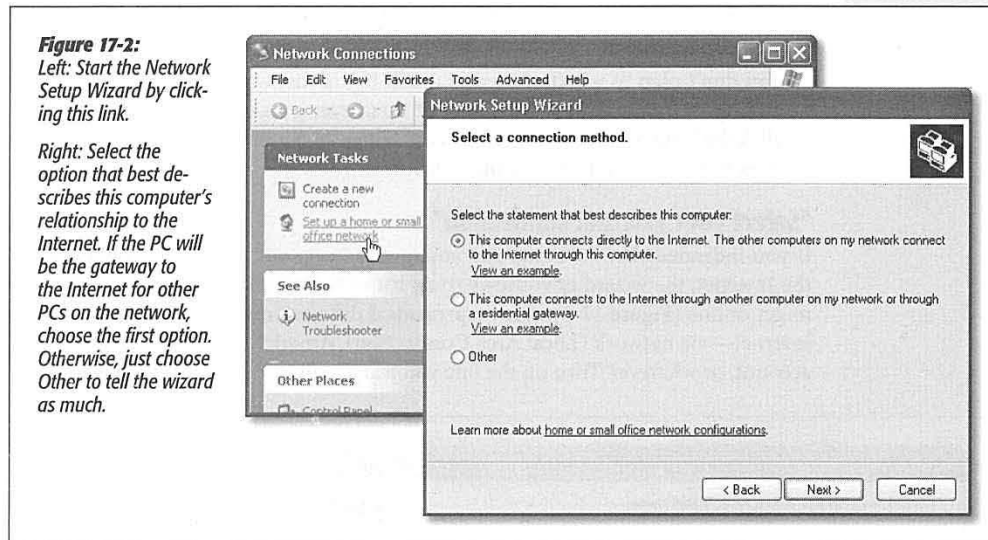 Figure 17-2:
Left: Start the Network
Setup Wizard by click-
ing this link.
Right: Select the
option that best de-
scribes this computer's
relationship to the
Internet. If the PC will
be the gateway to
the Internet for other
PCs on the network,
choose the first option.
Otherwise, just choose
Other to tell the wizard
as much.
Network Connections
File Edit View Favorites Tools Advanced Help
Back
Network Tasks
Create a new
connection
Set up a home or small
office network
See Also
Network
Troubleshooter
Other Places
Control Panel
Network Setup Wizard
Select a connection method.
Select the statement that best describes this computer:
This computer connects directly to the Internet. The other computers on my network connect
to the Internet through this computer.
View an example.
This computer connects to the Internet through another computer on my network or through
a residential gateway.
View an example.
Other
Learn more about home or small office network configurations.
< Back Next > Cancel